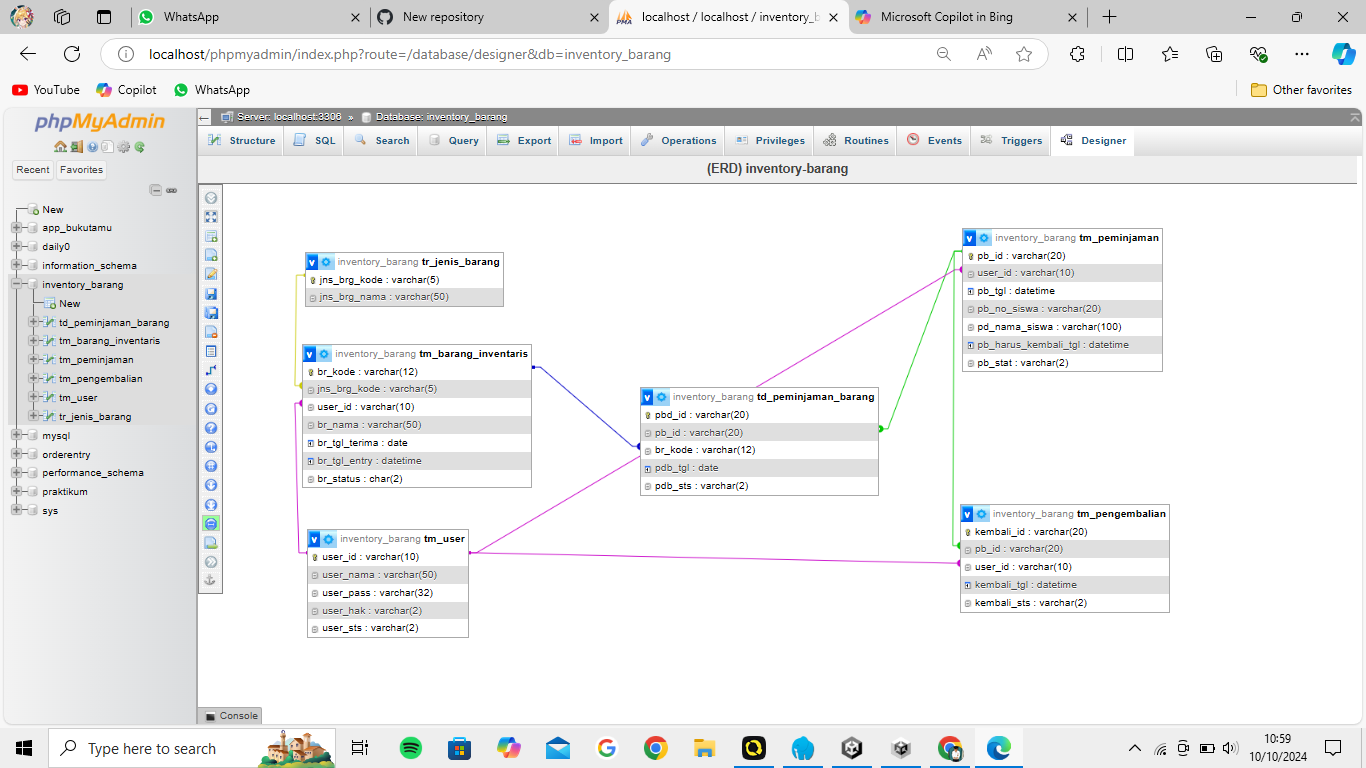 WhatsApp
New repository
localhost / localhost / inventory_b
Microsoft Copilot in Bing
localhost/phpmyadmin/index.php?route=/database/designer&db=inventory_barang
YouTube
Copilot
WhatsApp
Other favorites
phpMyAdmin
Recent
Favorites
New
app_bukutamu
daily0
information_schema
inventory_barang
New
td_peminjaman_barang
tm_barang_inventaris
tm_peminjaman
tm_pengembalian
tm_user
tr_jenis_barang
mysql
orderentry
performance_schema
praktikum
sys
Server: localhost:3306 » Database: inventory_barang
Structure
SQL
Search
Query
Export
Import
Operations
Privileges
Routines
Events
Triggers
Designer
(ERD) inventory-barang
inventory_barang tr_jenis_barang
jns_brg_kode : varchar(5)
jns_brg_nama : varchar(50)
inventory_barang tm_barang_inventaris
br_kode : varchar(12)
jns_brg_kode : varchar(5)
user_id : varchar(10)
br_nama : varchar(50)
br_tgl_terima : date
br_tgl_entry : datetime
br_status : char(2)
inventory_barang tm_user
user_id : varchar(10)
user_nama : varchar(50)
user_pass : varchar(32)
user_hak : varchar(2)
user_sts : varchar(2)
inventory_barang td_peminjaman_barang
pbd_id : varchar(20)
pb_id : varchar(20)
br_kode : varchar(12)
pdb_tgl : date
pdb_sts : varchar(2)
inventory_barang tm_peminjaman
pb_id : varchar(20)
user_id : varchar(10)
pb_tgl : datetime
pb_no_siswa : varchar(20)
pd_nama_siswa : varchar(100)
pb_harus_kembali_tgl : datetime
pb_stat : varchar(2)
inventory_barang tm_pengembalian
kembali_id : varchar(20)
pb_id : varchar(20)
user_id : varchar(10)
kembali_tgl : datetime
kembali_sts : varchar(2)
Console
Type here to search
10:59
10/10/2024